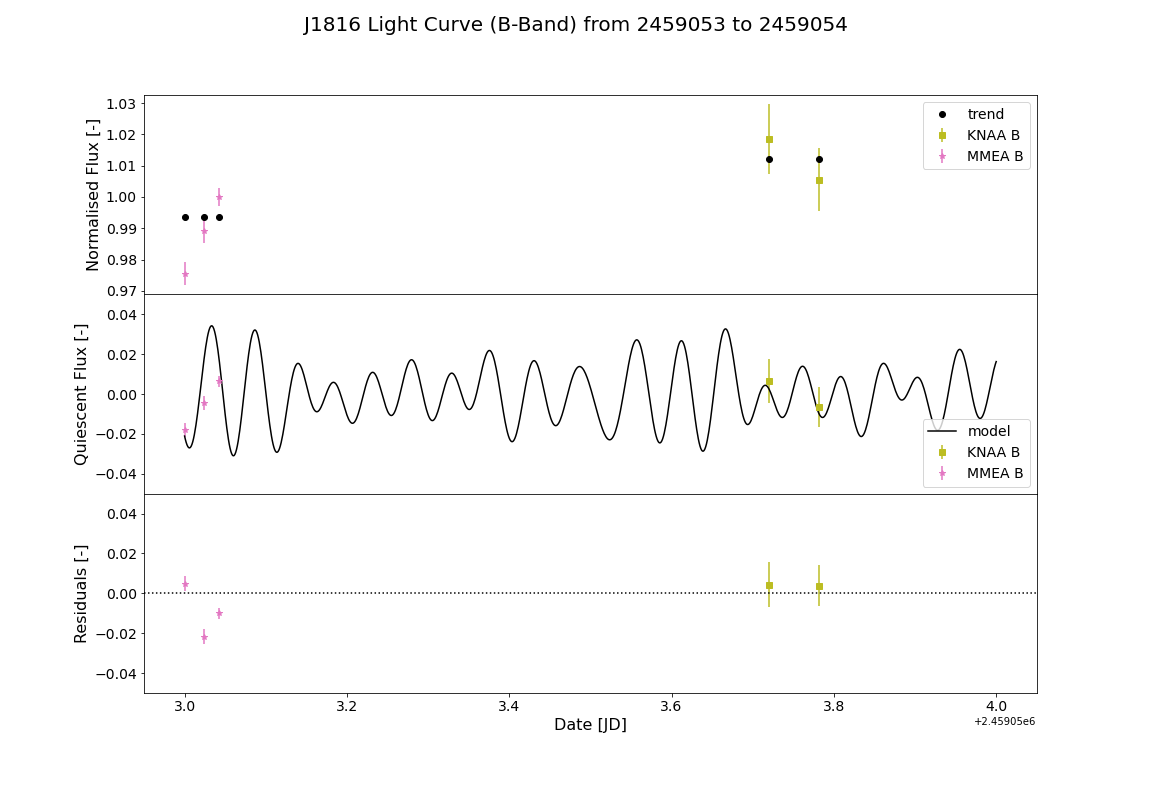 J1816 Light Curve (B-Band) from 2459053 to 2459054
Normalised Flux [-]
1.03
1.02
1.01
1.00
0.99
0.98
0.97
trend
KNAA B
MMEA B
Quiescent Flux [-]
0.04
0.02
0.00
−0.02
−0.04
model
KNAA B
MMEA B
Residuals [-]
0.04
0.02
0.00
−0.02
−0.04
3.0 3.2 3.4 3.6 3.8 4.0
+2.45905e6
Date [JD]